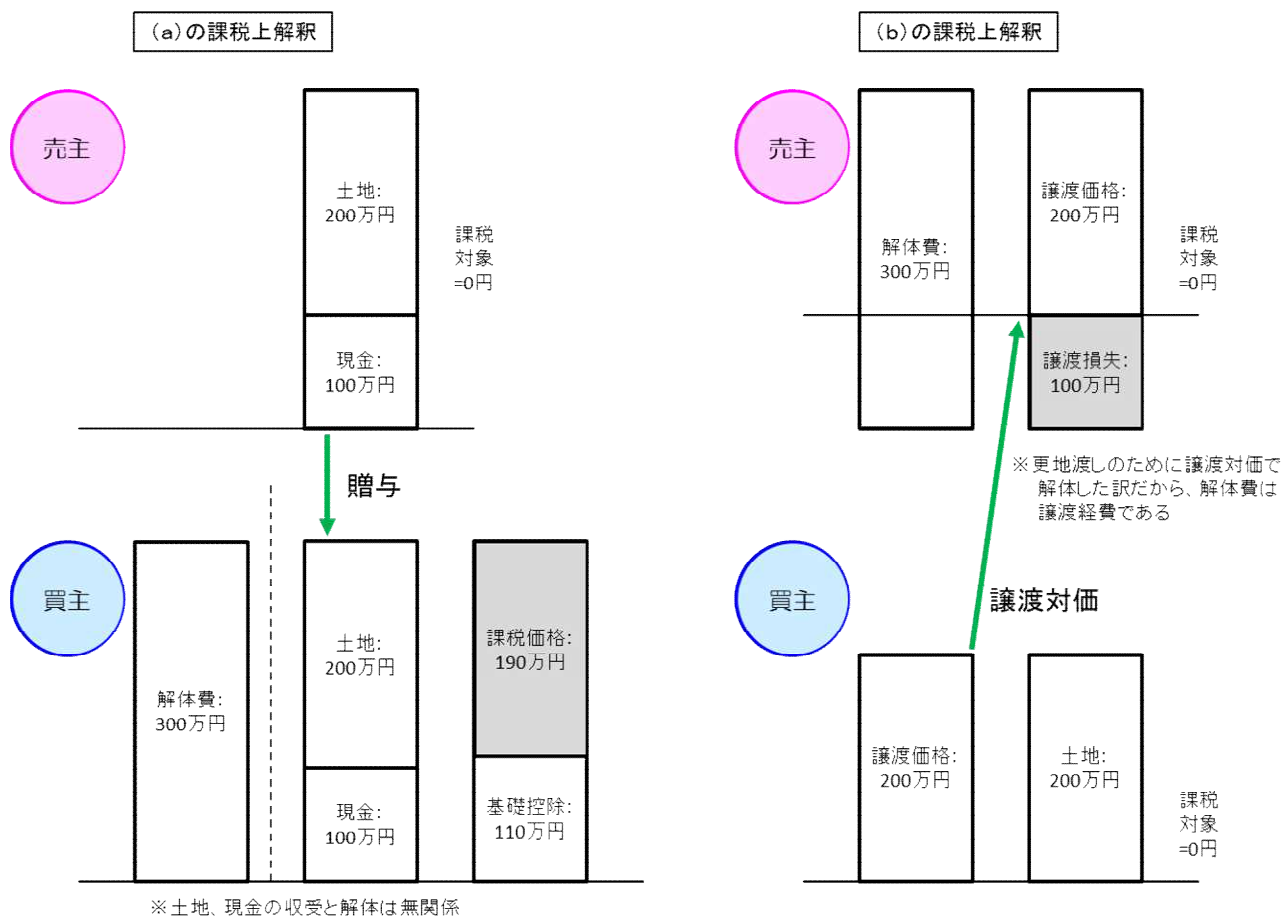 (a)の課税上解釈
売主
土地:
200万円
現金:
100万円
課税
対象
=0円
贈与
買主
解体費:
300万円
土地:
200万円
現金:
100万円
課税価格:
190万円
基礎控除:
110万円
※土地、現金の収受と解体は無関係
(b)の課税上解釈
売主
解体費:
300万円
譲渡価格:
200万円
譲渡損失:
100万円
課税
対象
=0円
※更地渡しのために譲渡対価で
解体した訳だから、解体費は
譲渡経費である
譲渡対価
買主
譲渡価格:
200万円
土地:
200万円
課税
対象
=0円